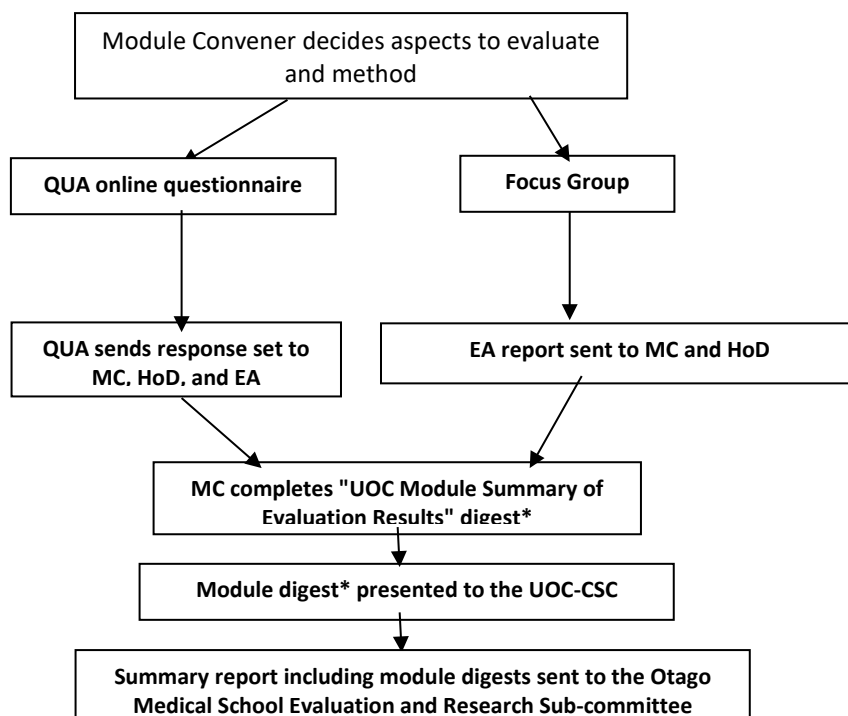 Module Convener decides aspects to evaluate
and method
QUA online questionnaire
Focus Group
QUA sends response set to
MC, HoD, and EA
EA report sent to MC and HoD
MC completes "UOC Module Summary of
Evaluation Results" digest*
Module digest* presented to the UOC-CSC
Summary report including module digests sent to the Otago
Medical School Evaluation and Research Sub-committee